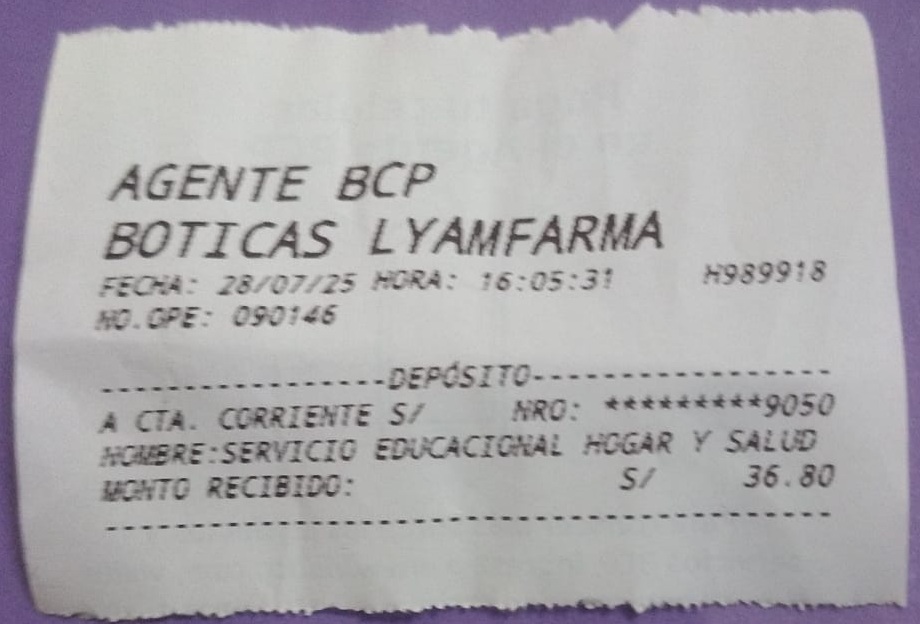 AGENTE BCP
BOTICAS LYAMFARMA
FECHA: 28/07/25 HORA: 16:05:31 H989918
NO.OPE: 090146
------------------DEPÓSITO-------------------
A CTA. CORRIENTE S/ NRO: *********9050
NOMBRE:SERVICIO EDUCACIONAL HOGAR Y SALUD
MONTO RECIBIDO: S/ 36.80